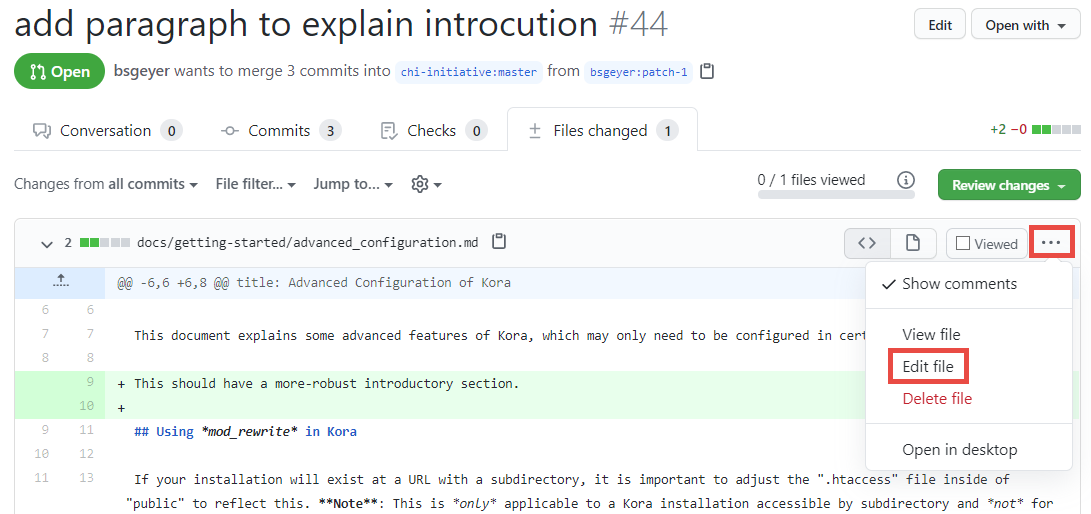 add paragraph to explain introcution #44
Edit
Open with
Open
bsgeyer wants to merge 3 commits into chi-initiative:master from bsgeyer:patch-1
Conversation 0
Commits 3
Checks 0
Files changed 1
+2 −0
Changes from all commits
File filter...
Jump to...
0 / 1 files viewed
Review changes
2 docs/getting-started/advanced_configuration.md
Viewed
...
@@ -6,6 +6,8 @@ title: Advanced Configuration of Kora
Show comments
6 6
7 7 This document explains some advanced features of Kora, which may only need to be configured in cert
View file
8 8
Edit file
9 + This should have a more-robust introductory section.
Delete file
10 +
9 11 ## Using *mod_rewrite* in Kora
10 12
Open in desktop
11 13 If your installation will exist at a URL with a subdirectory, it is important to adjust the ".htaccess" file inside of
"public" to reflect this. **Note**: This is *only* applicable to a Kora installation accessible by subdirectory and *not* for